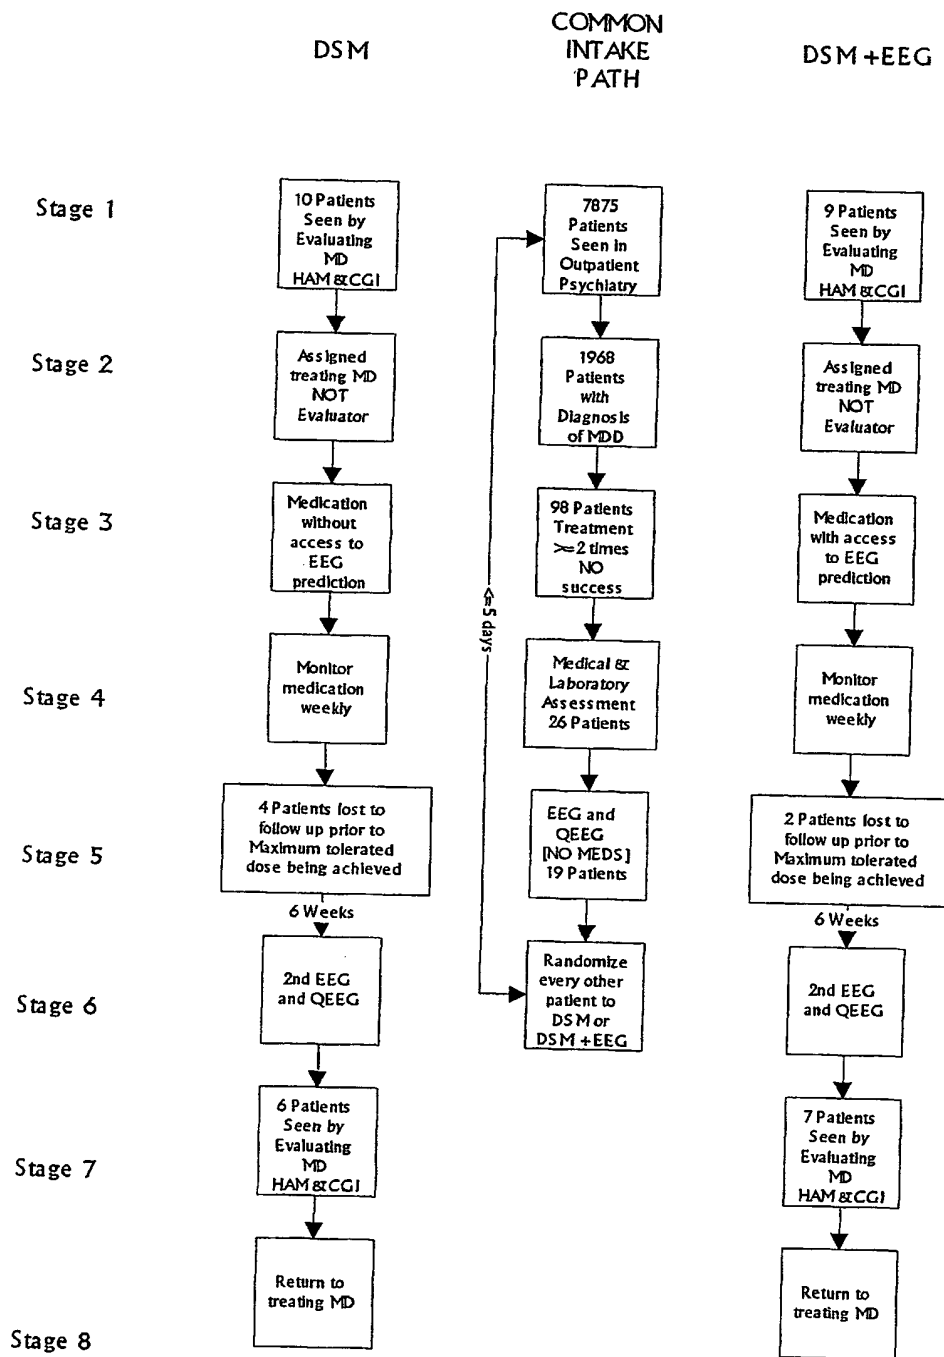 DSM
COMMON
INTAKE
PATH
DSM+EEG
Stage 1
10 Patients
Seen by
Evaluating
MD
HAM&CGI
7875
Patients
Seen in
Outpatient
Psychiatry
9 Patients
Seen by
Evaluating
MD
HAM&CGI
Stage 2
Assigned
treating MD
NOT
Evaluator
1968
Patients
with
Diagnosis
of MDD
Assigned
treating MD
NOT
Evaluator
Stage 3
Medication
without
access to
EEG
prediction
98 Patients
Treatment
>=2 times
NO
success
Medication
with access
to EEG
prediction
<=5 days
Stage 4
Monitor
medication
weekly
Medical &
Laboratory
Assessment
26 Patients
Monitor
medication
weekly
Stage 5
4 Patients lost to
follow up prior to
Maximum tolerated
dose being achieved
EEG and
QEEG
[NO MEDS]
19 Patients
2 Patients lost to
follow up prior to
Maximum tolerated
dose being achieved
6 Weeks
6 Weeks
Stage 6
2nd EEG
and QEEG
Randomize
every other
patient to
DSM or
DSM+EEG
2nd EEG
and QEEG
Stage 7
6 Patients
Seen by
Evaluating
MD
HAM&CGI
7 Patients
Seen by
Evaluating
MD
HAM&CGI
Stage 8
Return to
treating MD
Return to
treating MD